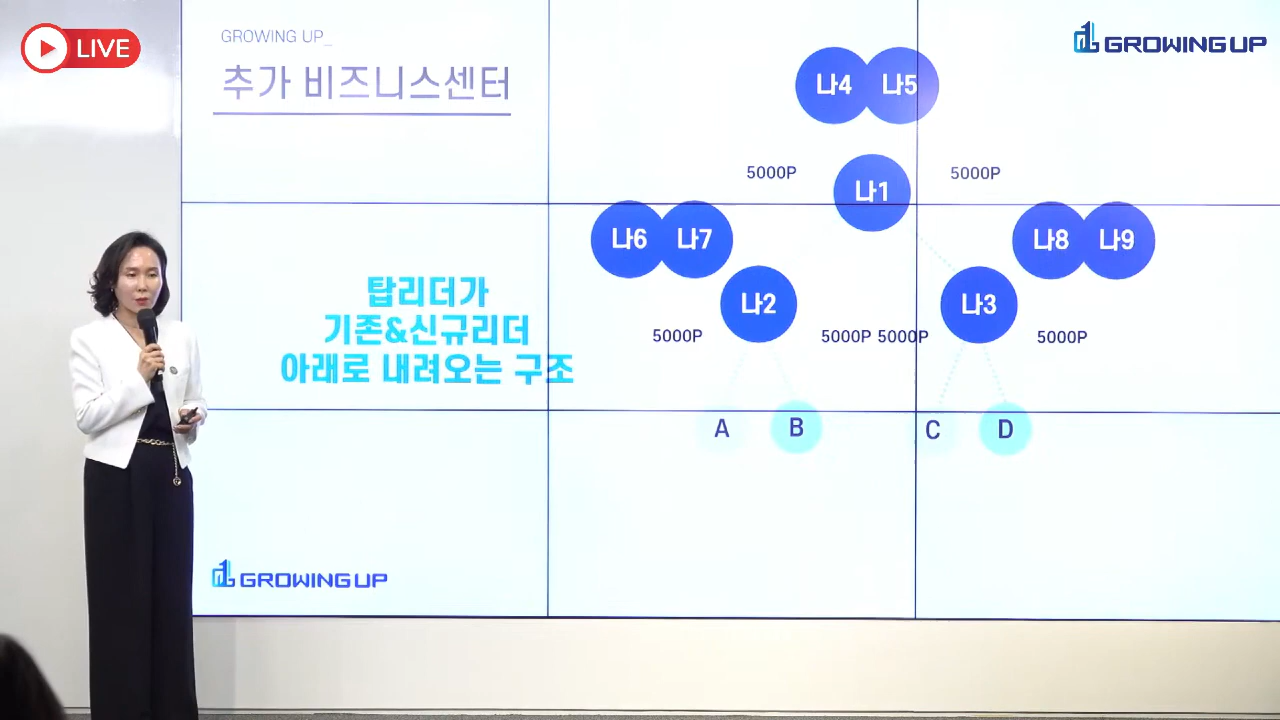 LIVE
GROWING UP_
추가 비즈니스센터
GROWING UP
나4 나5
5000P 나1 5000P
나6 나7 나8 나9
나2 나3
탑리더가
기존&신규리더
아래로 내려오는 구조
5000P 5000P 5000P 5000P
A B C D
GROWING UP